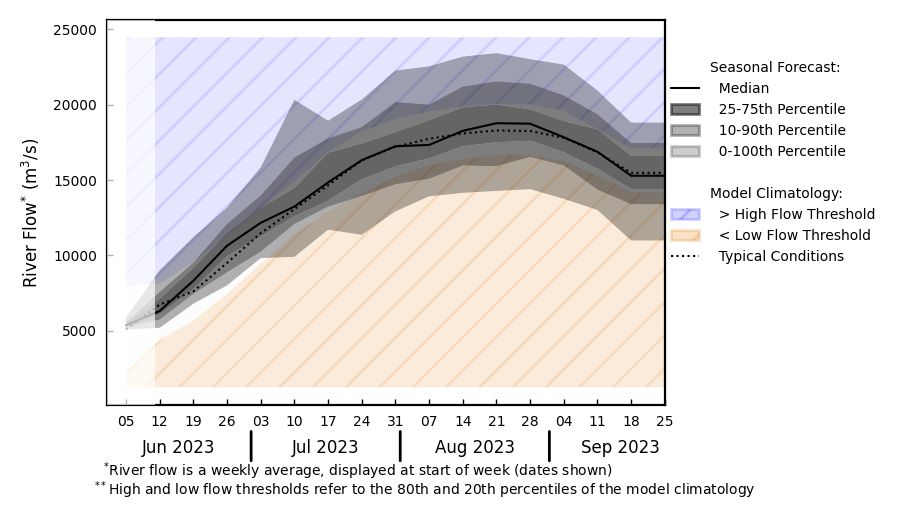 25000
20000
15000
10000
5000
River Flow* (m³/s)
05 12 19 26 03 10 17 24 31 07 14 21 28 04 11 18 25
Jun 2023 Jul 2023 Aug 2023 Sep 2023
Seasonal Forecast:
Median
25-75th Percentile
10-90th Percentile
0-100th Percentile
Model Climatology:
> High Flow Threshold
< Low Flow Threshold
Typical Conditions
*River flow is a weekly average, displayed at start of week (dates shown)
**High and low flow thresholds refer to the 80th and 20th percentiles of the model climatology